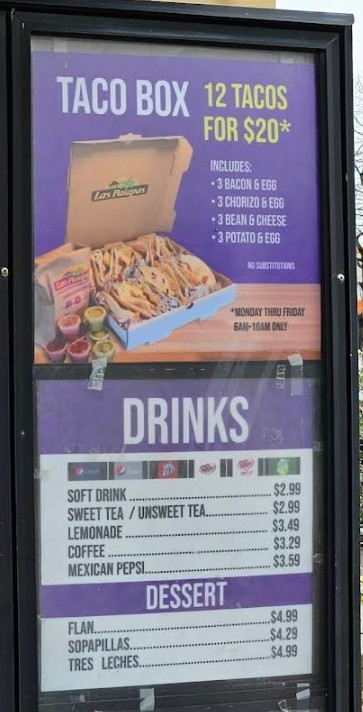 TACO BOX
12 TACOS
FOR $20*
INCLUDES:
• 3 BACON & EGG
• 3 CHORIZO & EGG
• 3 BEAN & CHEESE
• 3 POTATO & EGG
NO SUBSTITUTIONS
Las Palapas
*MONDAY THRU FRIDAY
6AM-10AM ONLY
DRINKS
SOFT DRINK $2.99
SWEET TEA / UNSWEET TEA $2.99
LEMONADE $3.49
COFFEE $3.29
MEXICAN PEPSI $3.59
DESSERT
FLAN $4.99
SOPAPILLAS $4.29
TRES LECHES $4.99